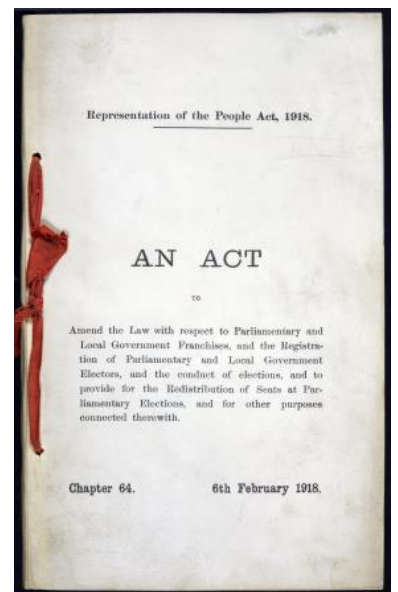 Representation of the People Act, 1918.
AN ACT
TO
Amend the Law with respect to Parliamentary and
Local Government Franchises, and the Registra-
tion of Parliamentary and Local Government
Electors, and the conduct of elections, and to
provide for the Redistribution of Seats at Par-
liamentary Elections, and for other purposes
connected therewith.
Chapter 64. 6th February 1918.